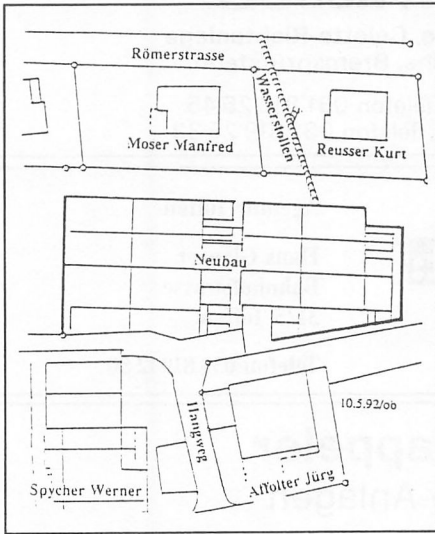 Römerstrasse
Wasserstollen
Moser Manfred
Reusser Kurt
Neubau
Hangweg
10.5.92/ob
Spycher Werner
Affolter Jürg